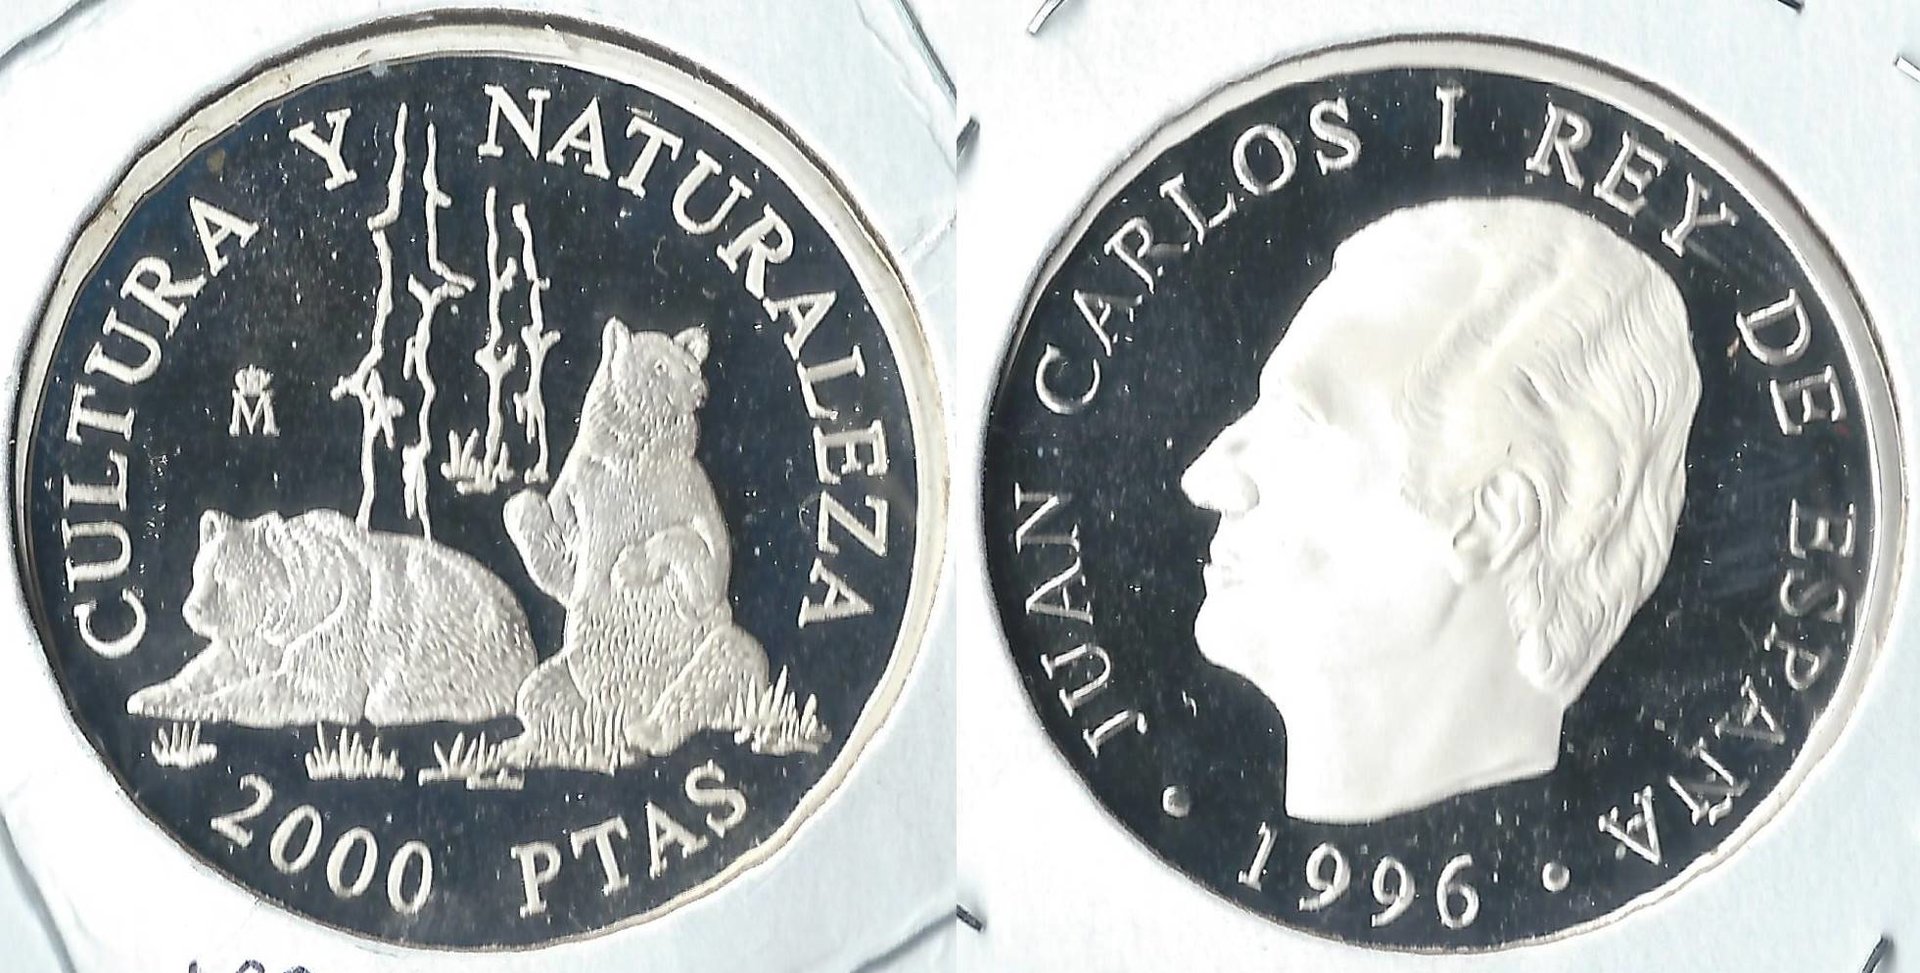 CULTURA Y NATURALEZA
M
2000 PTAS
JUAN CARLOS I REY DE ESPAÑA
• 1996 •